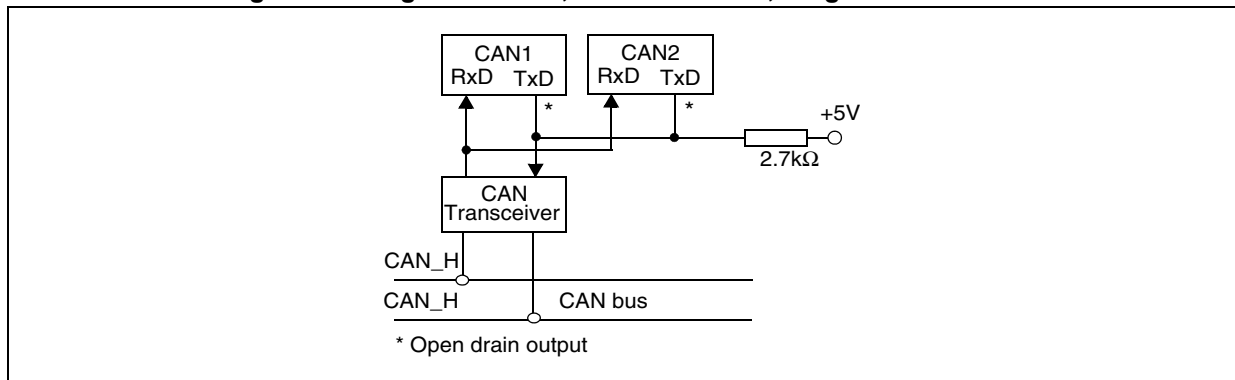 CAN1
RxD TxD
*
CAN2
RxD TxD
*
+5V
2.7kΩ
CAN
Transceiver
CAN_H
CAN_H
CAN bus
* Open drain output